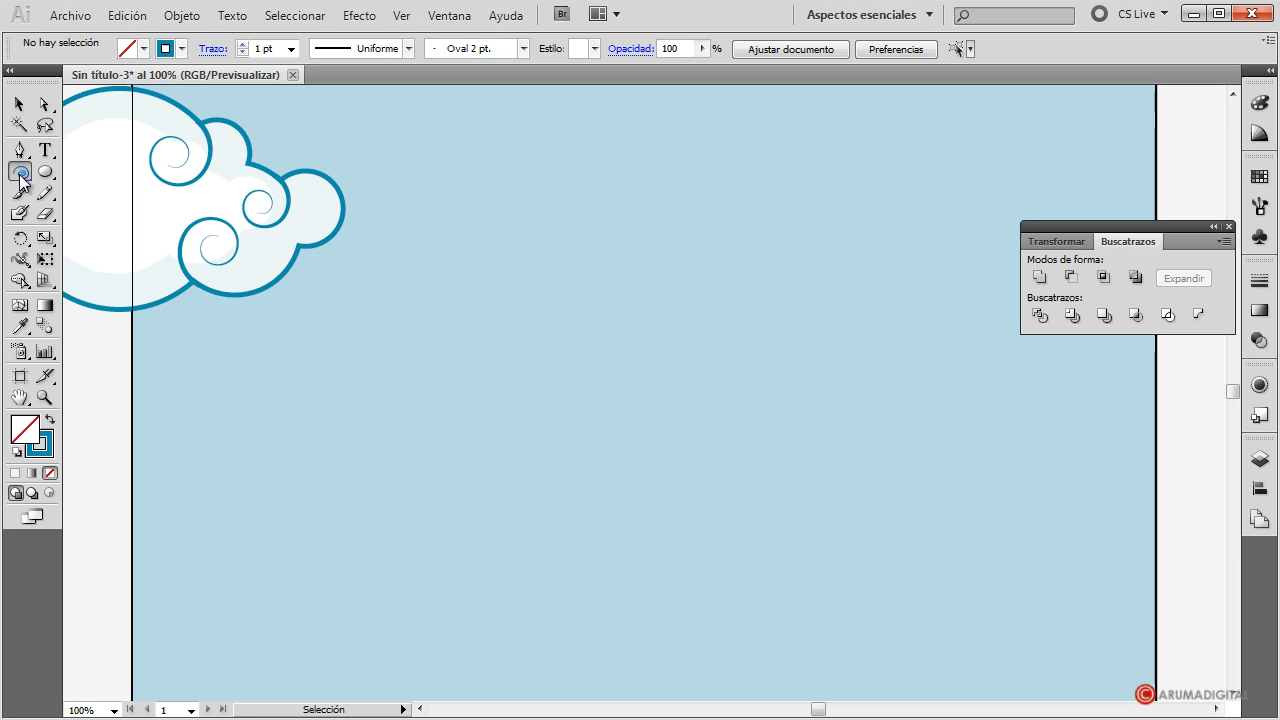 Ai Archivo Edición Objeto Texto Seleccionar Efecto Ver Ventana Ayuda Br Aspectos esenciales CS Live
No hay selección Trazo: 1 pt Uniforme Oval 2 pt. Estilo: Opacidad: 100 % Ajustar documento Preferencias
Sin título-3* al 100% (RGB/Previsualizar)
Transformar Buscatrazos
Modos de forma:
Expandir
Buscatrazos:
C ARUMADIGITAL
100% 1 Selección